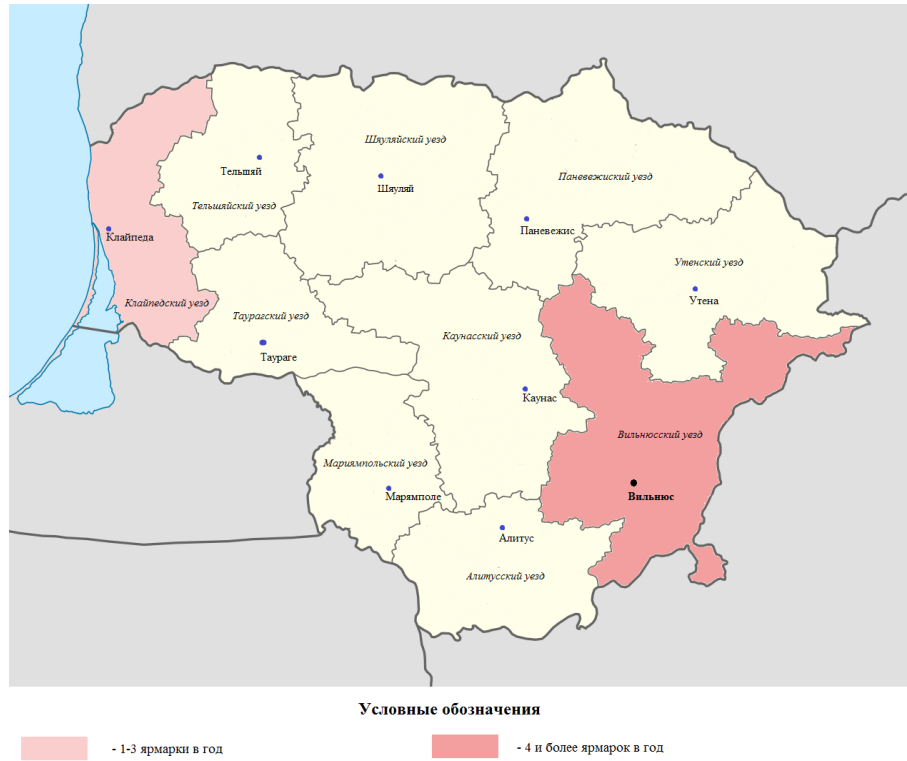 Шяуляйский уезд
Тельшяй
Шяуляй
Паневежиский уезд
Тельшяйский уезд
Паневежис
Клайпеда
Утенский уезд
Клайпедский уезд
Утена
Таурагский уезд
Каунасский уезд
Таураге
Каунас
Вильнюсский уезд
Мариямпольский уезд
Марямполе
Вильнюс
Алитус
Алитусский уезд
Условные обозначения
- 1-3 ярмарки в год
- 4 и более ярмарок в год